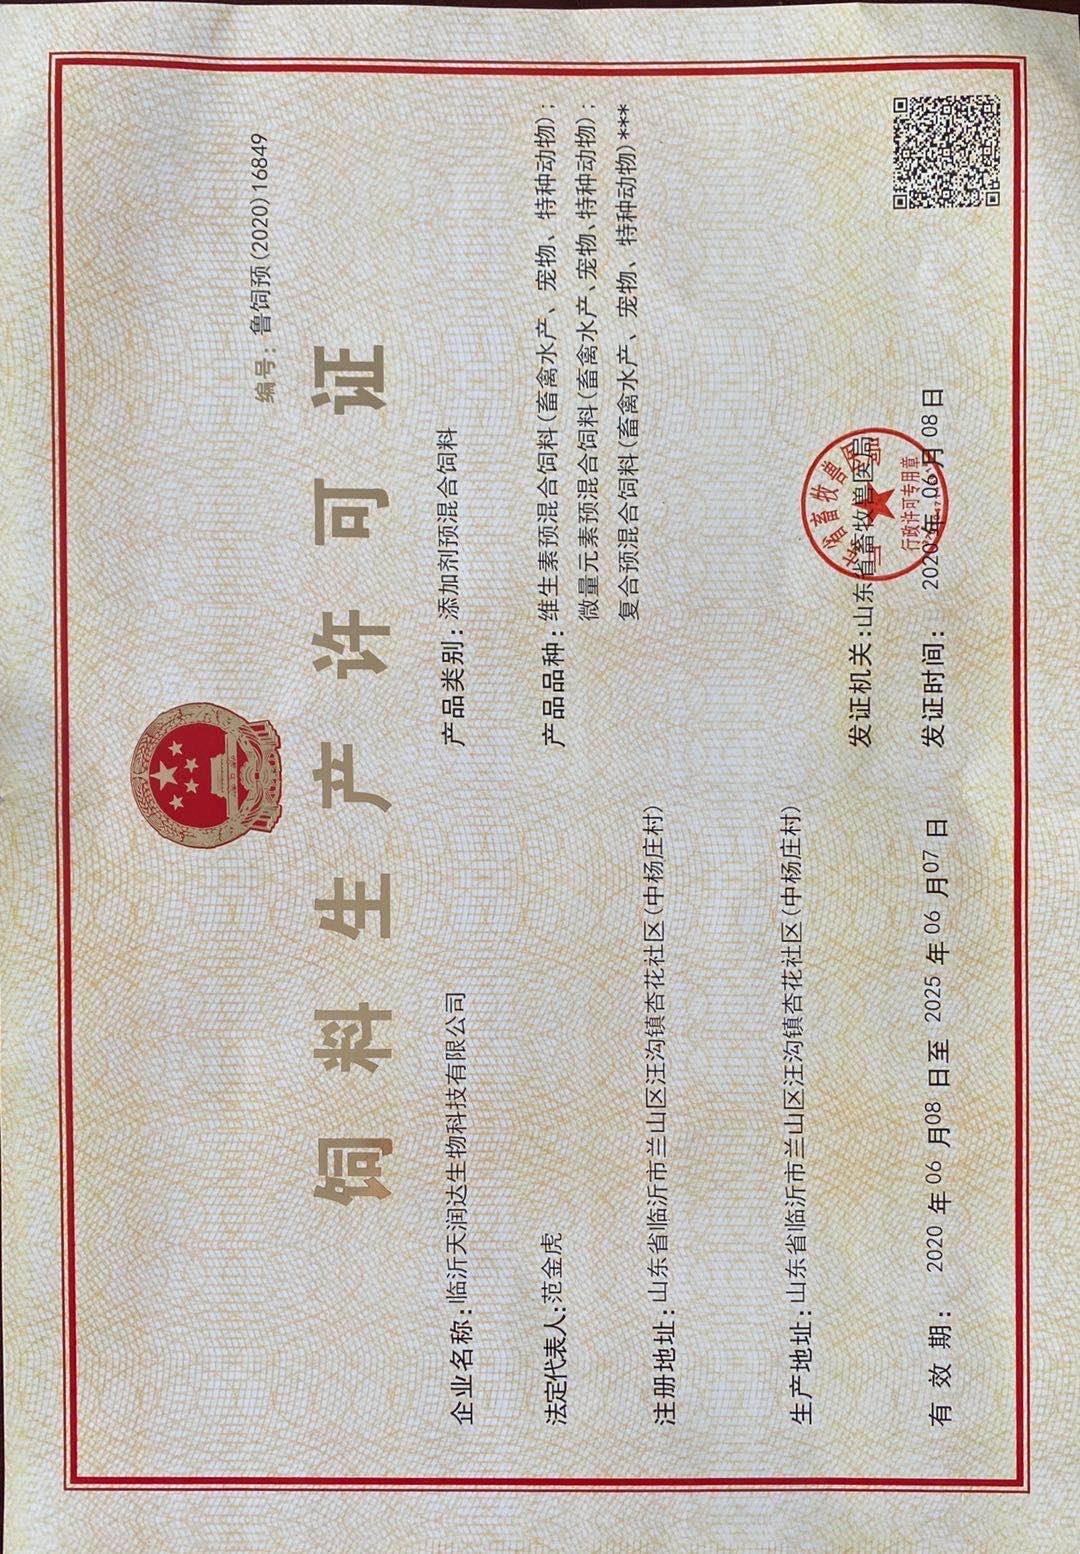 编号：鲁饲预(2020)16849
饲料生产许可证
企业名称：临沂天润达生物科技有限公司
产品类别：添加剂预混合饲料
法定代表人：范金虎
产品品种：维生素预混合饲料(畜禽水产、宠物、特种动物)；
微量元素预混合饲料(畜禽水产、宠物、特种动物)；
复合预混合饲料(畜禽水产、宠物、特种动物)***
注册地址：山东省临沂市兰山区汪沟镇杏花社区(中杨庄村)
生产地址：山东省临沂市兰山区汪沟镇杏花社区(中杨庄村)
发证机关：山东省畜牧兽医局
有效期：2020年06月08日至2025年06月07日
发证时间：2020年06月08日
行政许可专用章